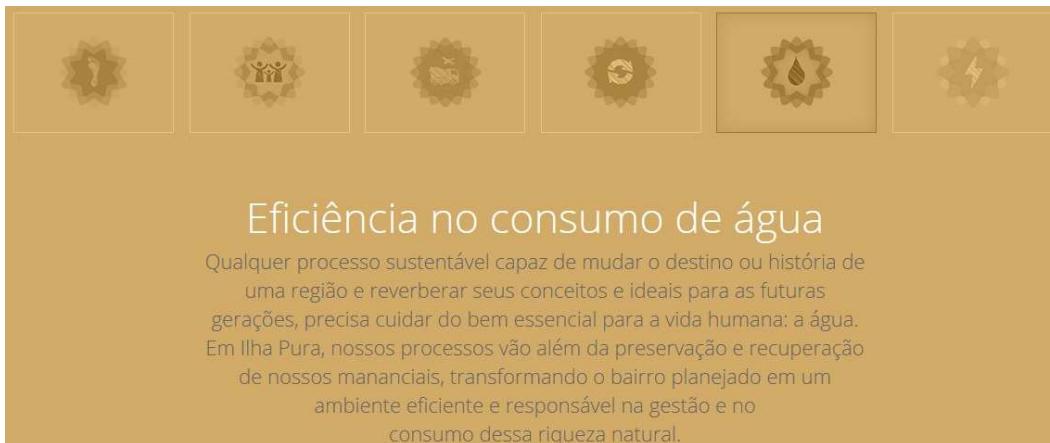 Eficiência no consumo de água
Qualquer processo sustentável capaz de mudar o destino ou história de
uma região e reverberar seus conceitos e ideais para as futuras
gerações, precisa cuidar do bem essencial para a vida humana: a água.
Em Ilha Pura, nossos processos vão além da preservação e recuperação
de nossos mananciais, transformando o bairro planejado em um
ambiente eficiente e responsável na gestão e no
consumo dessa riqueza natural.